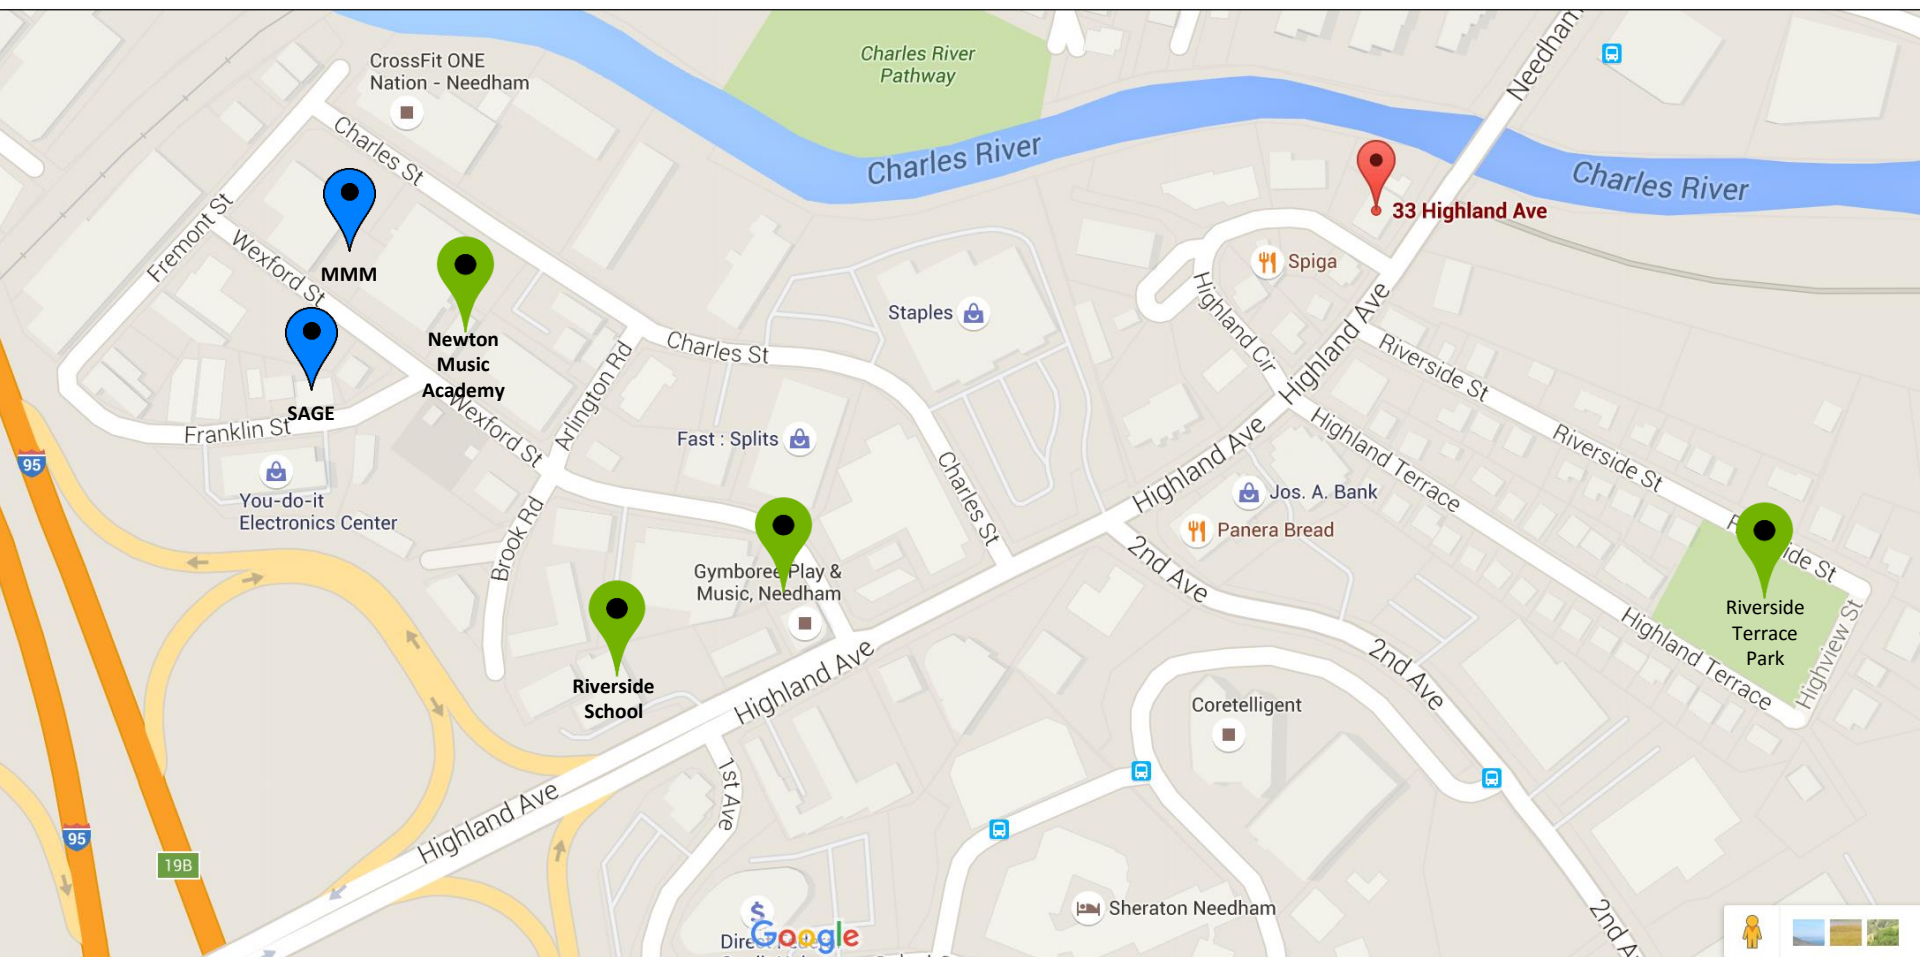 Charles River
Pathway
CrossFit ONE
Nation - Needham
Needham
Charles St
Charles River
Charles River
33 Highland Ave
Fremont St
Wexford St
MMM
Spiga
Highland Cir
Highland Ave
Staples
Newton
Music
Academy
Charles St
Riverside St
Arlington Rd
SAGE
Franklin St
Wexford St
Fast : Splits
Highland Ave
Highland Terrace
Riverside St
95
You-do-it
Electronics Center
Charles St
Jos. A. Bank
Panera Bread
Brook Rd
Gymboree Play &
Music, Needham
2nd Ave
Riverside
Terrace
Park
Highland Terrace
Highview St
Riverside
School
Highland Ave
2nd Ave
Coretelligent
1st Ave
Highland Ave
95
19B
Sheraton Needham
2nd
Google